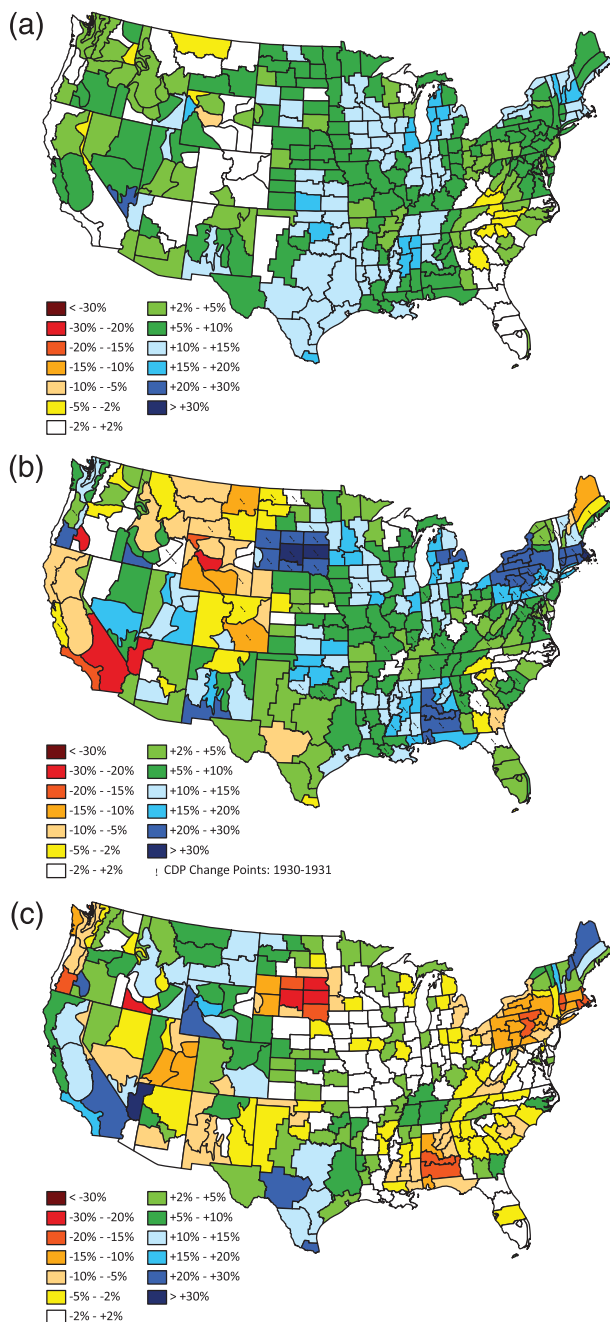 (a)
< -30% +2% - +5%
-30% - -20% +5% - +10%
-20% - -15% +10% - +15%
-15% - -10% +15% - +20%
-10% - -5% +20% - +30%
-5% - -2% > +30%
-2% - +2%
(b)
< -30% +2% - +5%
-30% - -20% +5% - +10%
-20% - -15% +10% - +15%
-15% - -10% +15% - +20%
-10% - -5% +20% - +30%
-5% - -2% > +30%
-2% - +2% ! CDP Change Points: 1930-1931
(c)
< -30% +2% - +5%
-30% - -20% +5% - +10%
-20% - -15% +10% - +15%
-15% - -10% +15% - +20%
-10% - -5% +20% - +30%
-5% - -2% > +30%
-2% - +2%